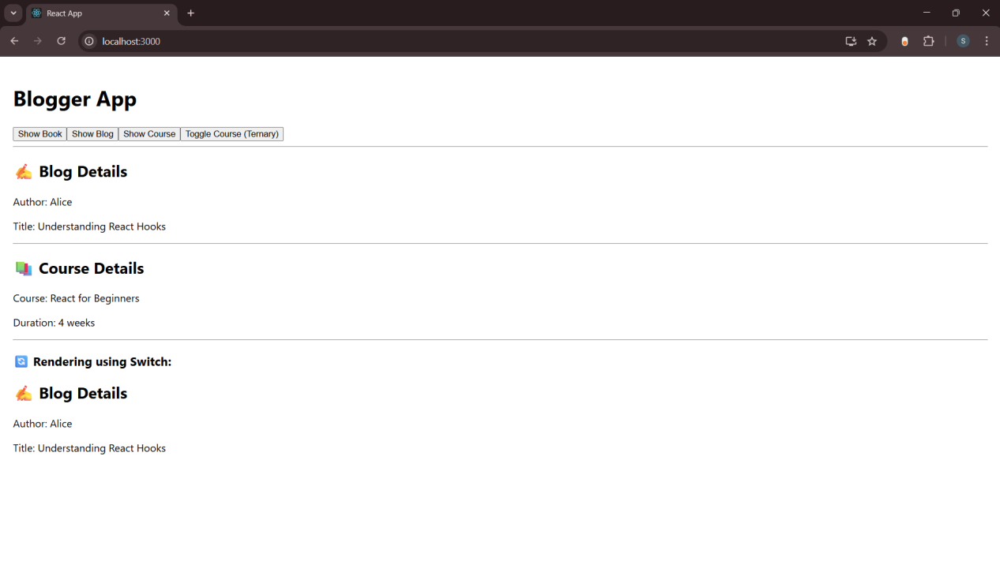 React App
localhost:3000
S
Blogger App
Show Book Show Blog Show Course Toggle Course (Ternary)
✍️ Blog Details
Author: Alice
Title: Understanding React Hooks
📚 Course Details
Course: React for Beginners
Duration: 4 weeks
🔄 Rendering using Switch:
✍️ Blog Details
Author: Alice
Title: Understanding React Hooks